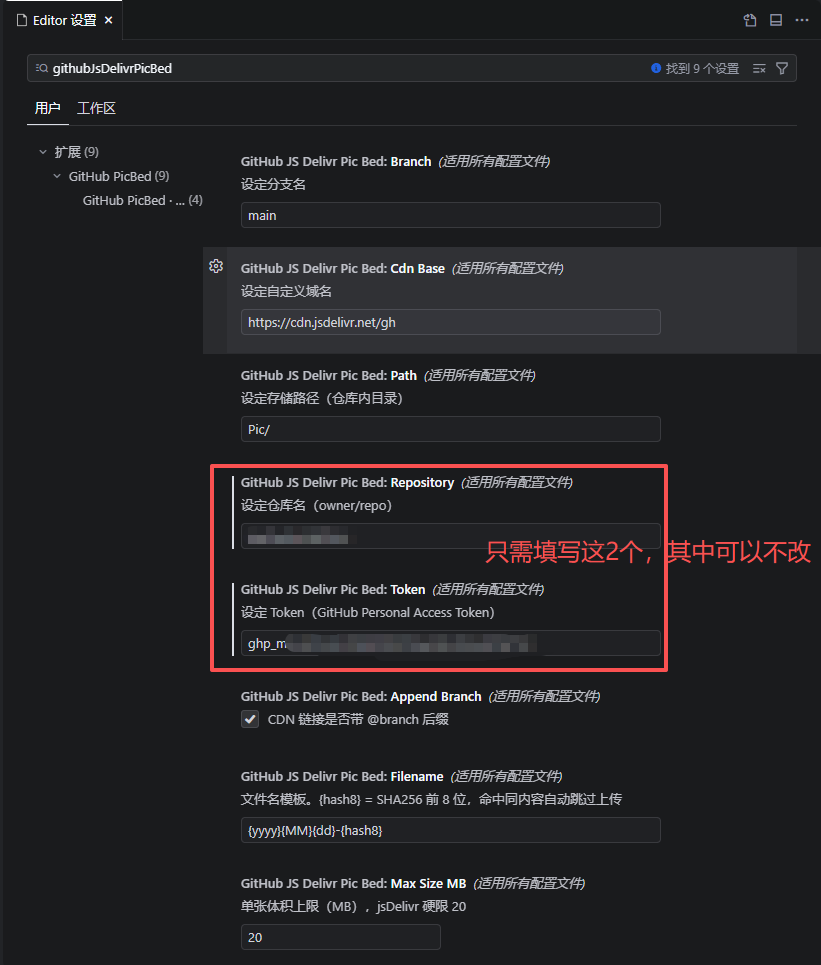 Editor 设置
githubJsDelivrPicBed
找到 9 个设置
用户 工作区
扩展 (9)
GitHub PicBed (9)
GitHub PicBed · ... (4)
GitHub JS Delivr Pic Bed: Branch (适用所有配置文件)
设定分支名
main
GitHub JS Delivr Pic Bed: Cdn Base (适用所有配置文件)
设定自定义域名
https://cdn.jsdelivr.net/gh
GitHub JS Delivr Pic Bed: Path (适用所有配置文件)
设定存储路径（仓库内目录）
Pic/
GitHub JS Delivr Pic Bed: Repository (适用所有配置文件)
设定仓库名（owner/repo）
只需填写这2个，其中可以不改
GitHub JS Delivr Pic Bed: Token (适用所有配置文件)
设定 Token（GitHub Personal Access Token）
ghp_m
GitHub JS Delivr Pic Bed: Append Branch (适用所有配置文件)
CDN 链接是否带 @branch 后缀
GitHub JS Delivr Pic Bed: Filename (适用所有配置文件)
文件名模板。{hash8} = SHA256 前 8 位，命中同内容自动跳过上传
{yyyy}{MM}{dd}-{hash8}
GitHub JS Delivr Pic Bed: Max Size MB (适用所有配置文件)
单张体积上限（MB），jsDelivr 硬限 20
20